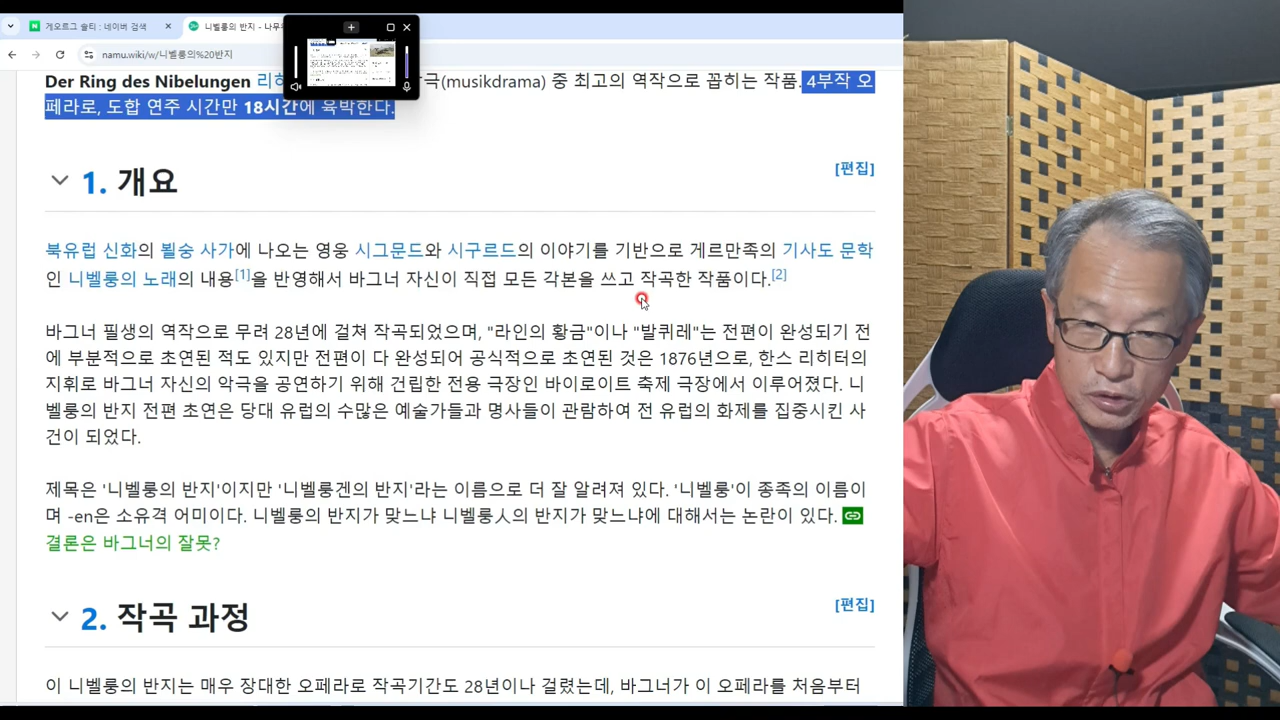 게오르그 솔티 : 네이버 검색
니벨룽의 반지 - 나무
namu.wiki/w/니벨룽의%20반지
Der Ring des Nibelungen 리히 극(musikdrama) 중 최고의 역작으로 꼽히는 작품. 4부작 오
페라로, 도합 연주 시간만 18시간에 육박한다.
1. 개요
[편집]
북유럽 신화의 뵐숭 사가에 나오는 영웅 시그문드와 시구르드의 이야기를 기반으로 게르만족의 기사도 문학
인 니벨룽의 노래의 내용[1]을 반영해서 바그너 자신이 직접 모든 각본을 쓰고 작곡한 작품이다.[2]
바그너 필생의 역작으로 무려 28년에 걸쳐 작곡되었으며, "라인의 황금"이나 "발퀴레"는 전편이 완성되기 전
에 부분적으로 초연된 적도 있지만 전편이 다 완성되어 공식적으로 초연된 것은 1876년으로, 한스 리히터의
지휘로 바그너 자신의 악극을 공연하기 위해 건립한 전용 극장인 바이로이트 축제 극장에서 이루어졌다. 니
벨룽의 반지 전편 초연은 당대 유럽의 수많은 예술가들과 명사들이 관람하여 전 유럽의 화제를 집중시킨 사
건이 되었다.
제목은 '니벨룽의 반지'이지만 '니벨룽겐의 반지'라는 이름으로 더 잘 알려져 있다. '니벨룽'이 종족의 이름이
며 -en은 소유격 어미이다. 니벨룽의 반지가 맞느냐 니벨룽人의 반지가 맞느냐에 대해서는 논란이 있다.
결론은 바그너의 잘못?
2. 작곡 과정
[편집]
이 니벨룽의 반지는 매우 장대한 오페라로 작곡기간도 28년이나 걸렸는데, 바그너가 이 오페라를 처음부터